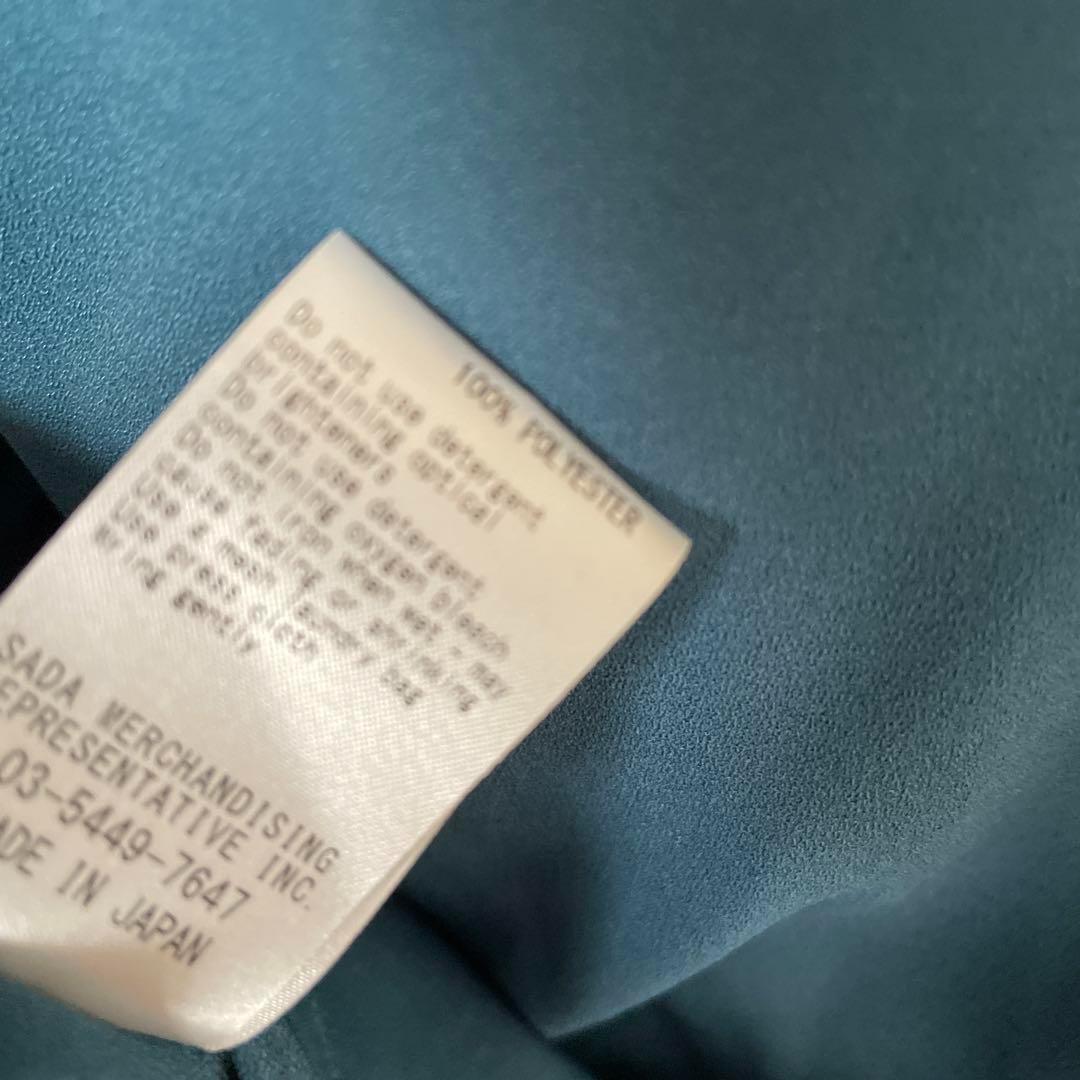 100% POLYESTER
Do not use detergent
containing optical
brighteners
Do not use detergent
containing oxygen bleach
Do not iron when wet - may
cause fading or shrinking
Use a mesh laundry bag
Use press cloth
Wring gently
SADA MERCHANDISING
EPRESENTATIVE INC.
03-5449-7647
ADE IN JAPAN